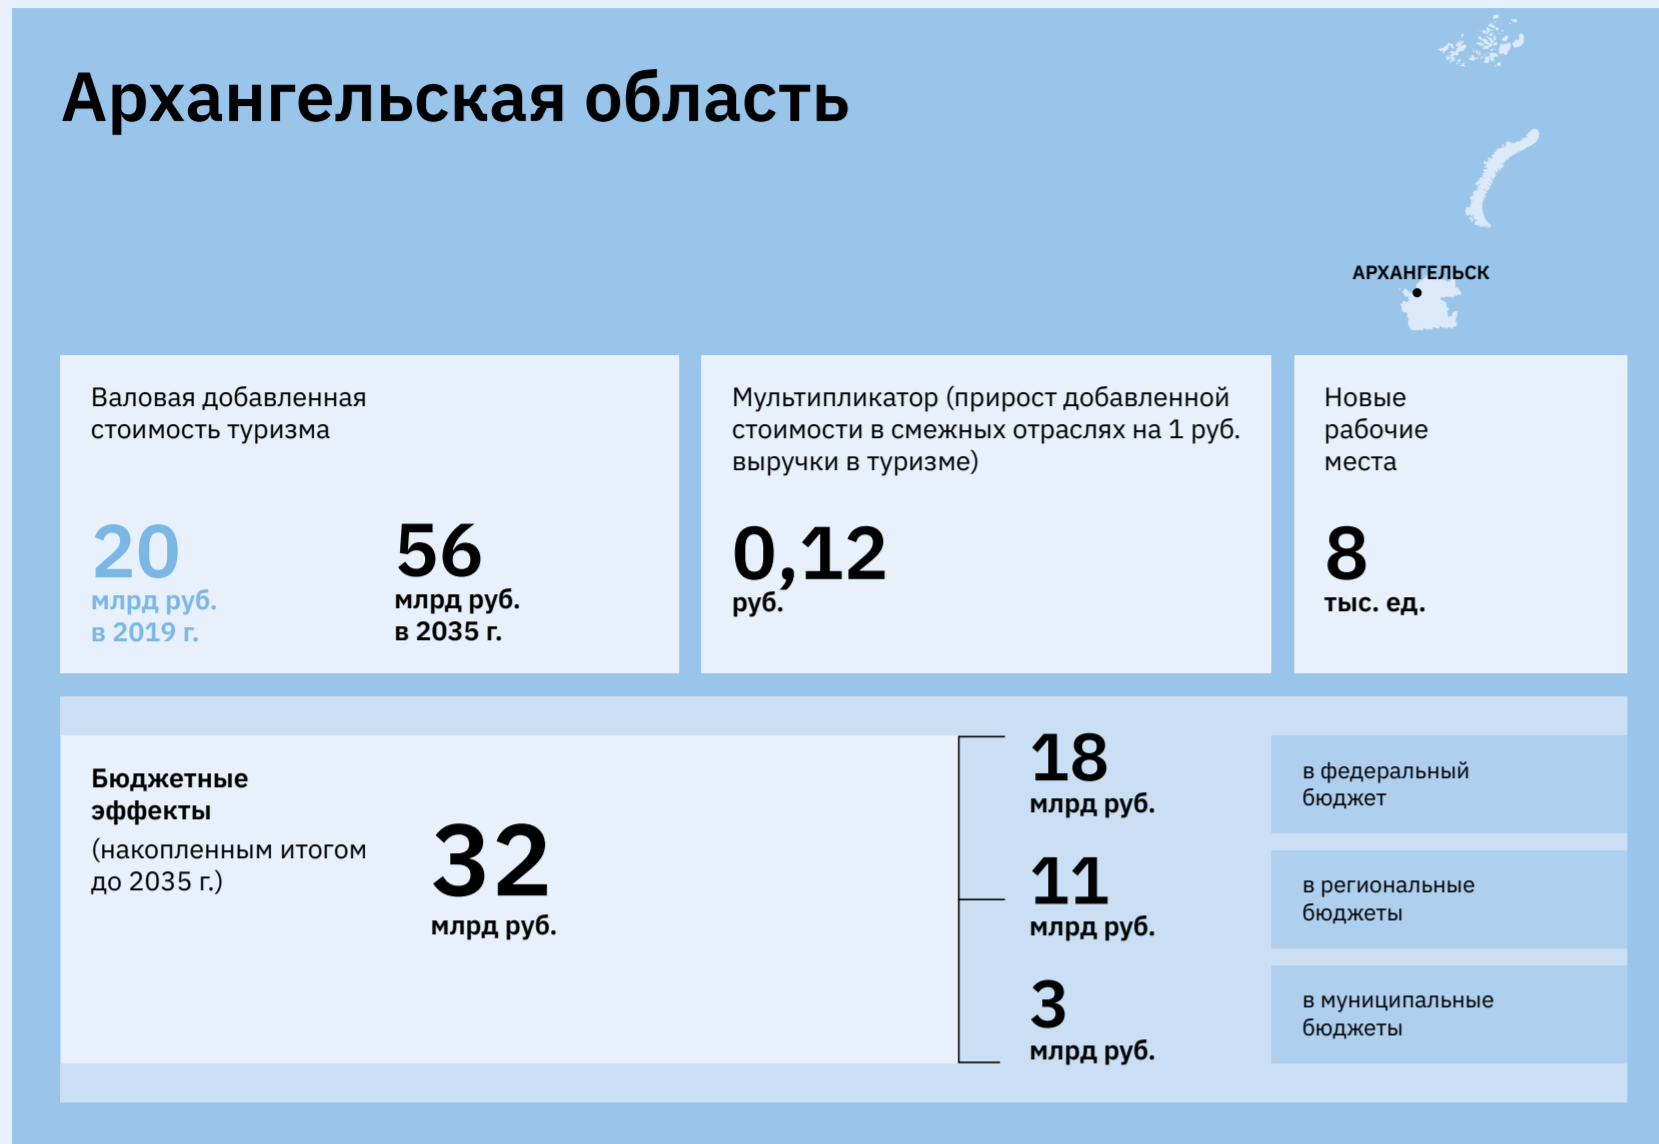 Архангельская область
АРХАНГЕЛЬСК
Валовая добавленная
стоимость туризма
20
млрд руб.
в 2019 г.
56
млрд руб.
в 2035 г.
Мультипликатор (прирост добавленной
стоимости в смежных отраслях на 1 руб.
выручки в туризме)
0,12
руб.
Новые
рабочие
места
8
тыс. ед.
Бюджетные
эффекты
(накопленным итогом
до 2035 г.)
32
млрд руб.
18
млрд руб.
в федеральный
бюджет
11
млрд руб.
в региональные
бюджеты
3
млрд руб.
в муниципальные
бюджеты